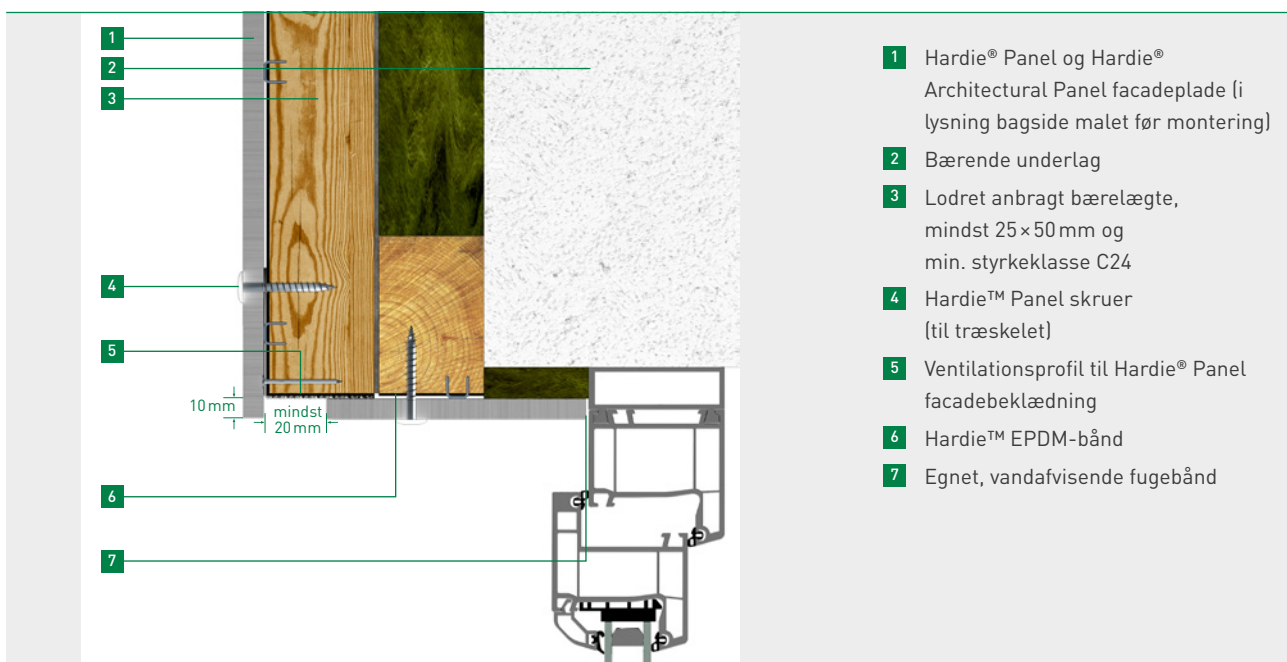 1
2
3
4
5
10 mm
mindst
20 mm
6
7
1 Hardie® Panel og Hardie®
Architectural Panel facadeplade (i
lysning bagside malet før montering)
2 Bærende underlag
3 Lodret anbragt bærelægte,
mindst 25 × 50 mm og
min. styrkeklasse C24
4 Hardie™ Panel skruer
(til træskelet)
5 Ventilationsprofil til Hardie® Panel
facadebeklædning
6 Hardie™ EPDM-bånd
7 Egnet, vandafvisende fugebånd